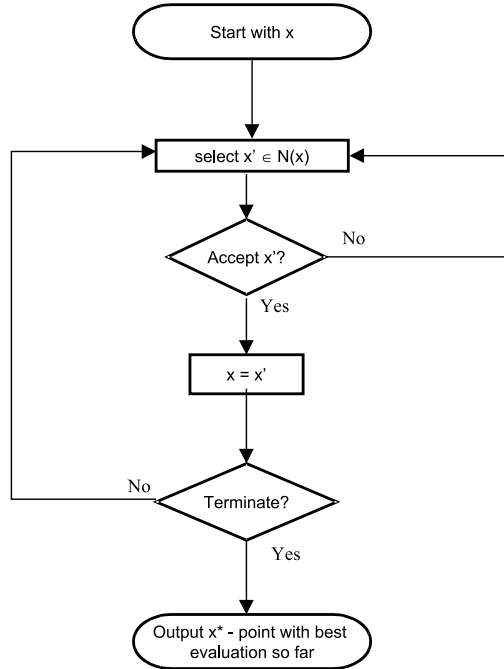 Start with x
select x' ∈ N(x)
Accept x'?
No
Yes
x = x'
No
Terminate?
Yes
Output x* - point with best
evaluation so far